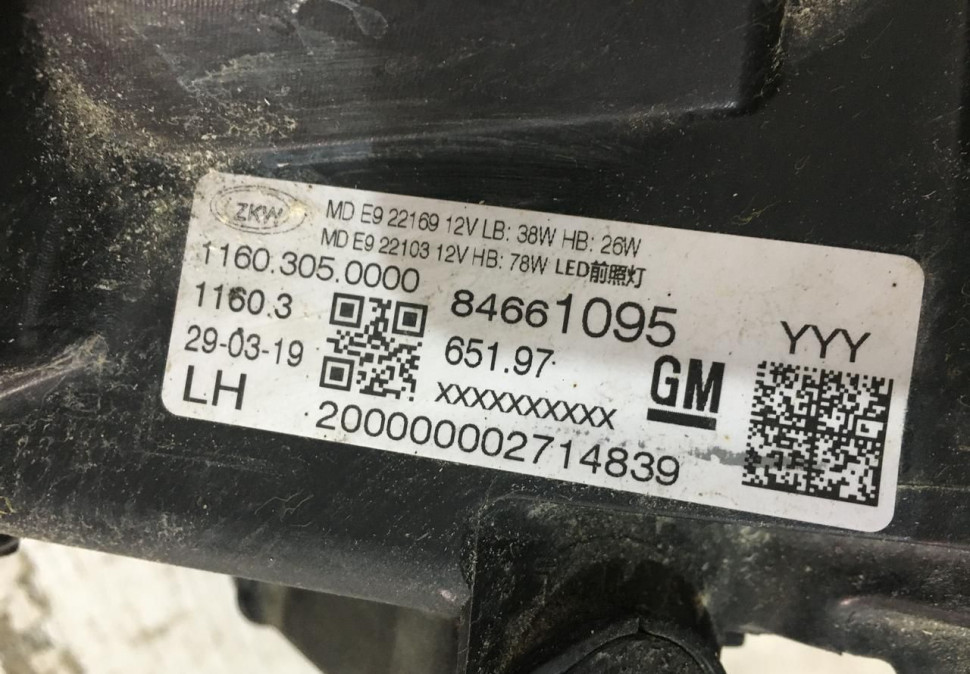 ZKW
MD E9 22169 12V LB: 38W HB: 26W
MD E9 22103 12V HB: 78W LED前照灯
1160.305.0000
84661095
1160.3
YYY
29-03-19
651.97
GM
LH
XXXXXXXXXX
200000002714839